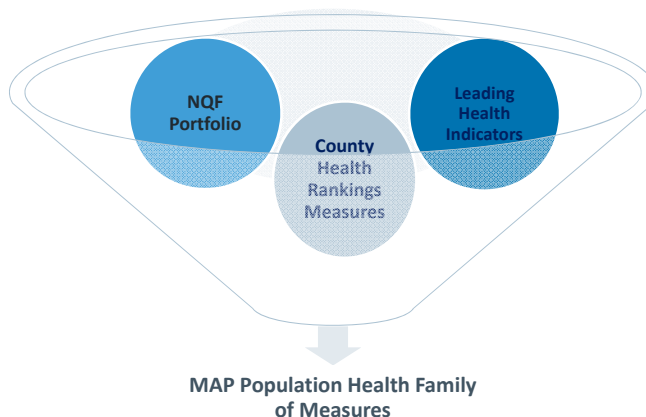 NQF
Portfolio
Leading
Health
Indicators
County
Health
Rankings
Measures
MAP Population Health Family
of Measures